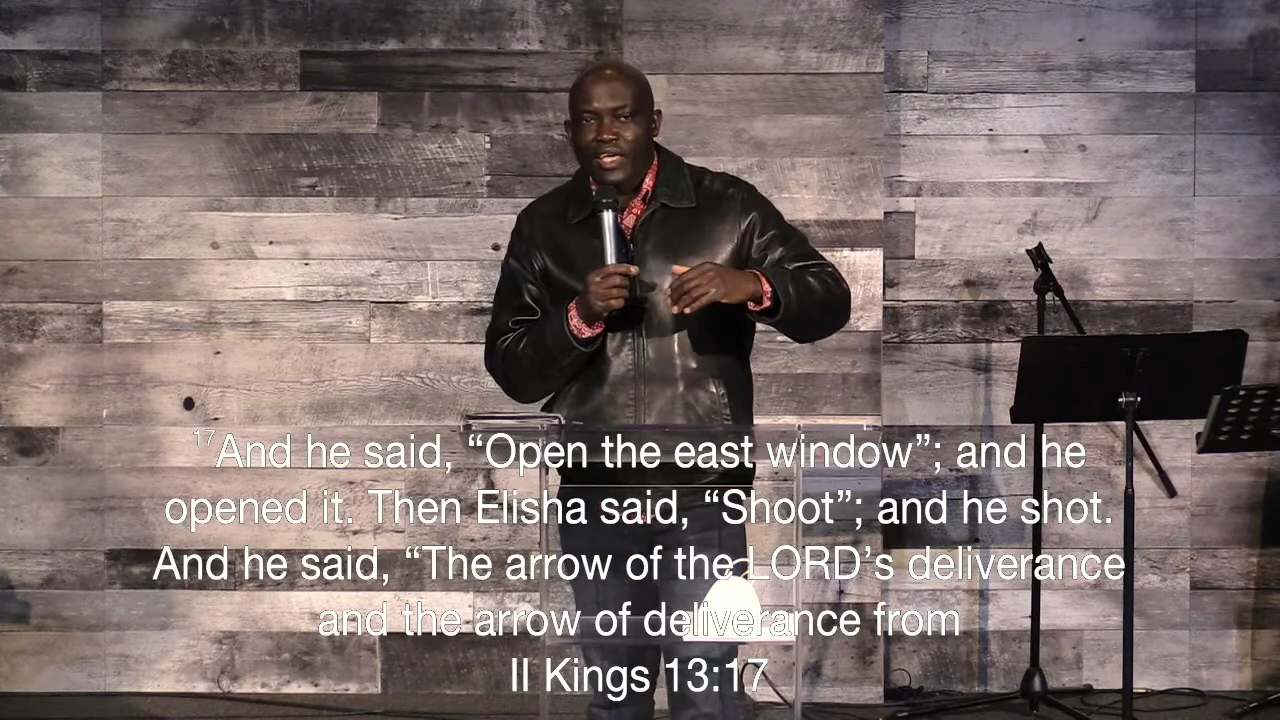 ¹⁷And he said, “Open the east window”; and he
opened it. Then Elisha said, “Shoot”; and he shot.
And he said, “The arrow of the LORD’s deliverance
and the arrow of deliverance from
II Kings 13:17